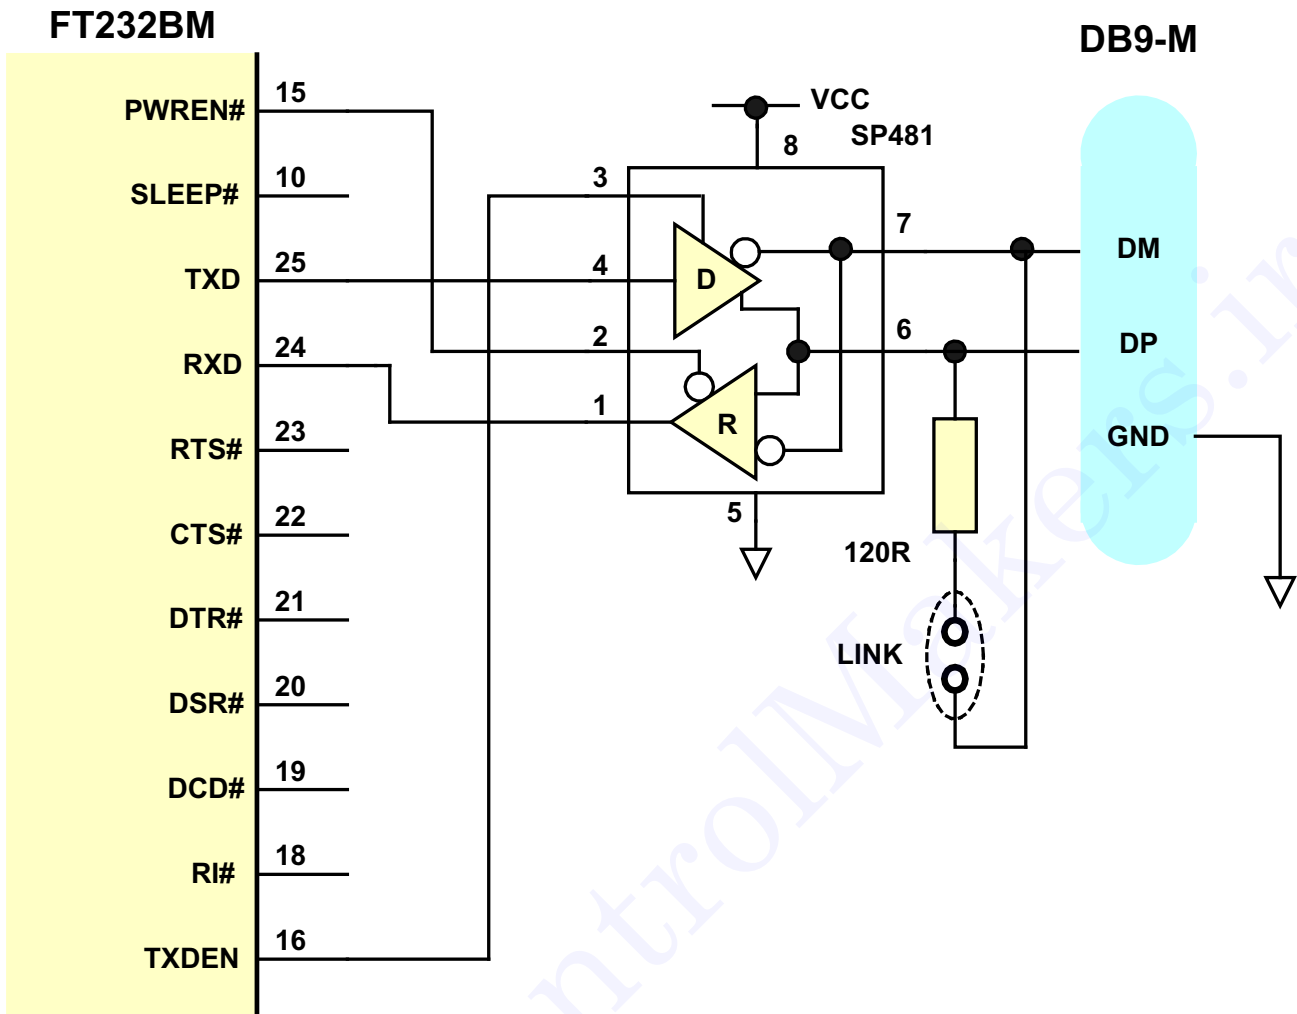 FT232BM
DB9-M
PWREN# 15
SLEEP# 10
TXD 25
RXD 24
RTS# 23
CTS# 22
DTR# 21
DSR# 20
DCD# 19
RI# 18
TXDEN 16
VCC
SP481
8
3
4
2
1
5
7
6
D
R
DM
DP
GND
120R
LINK
ntrolMakers.ir